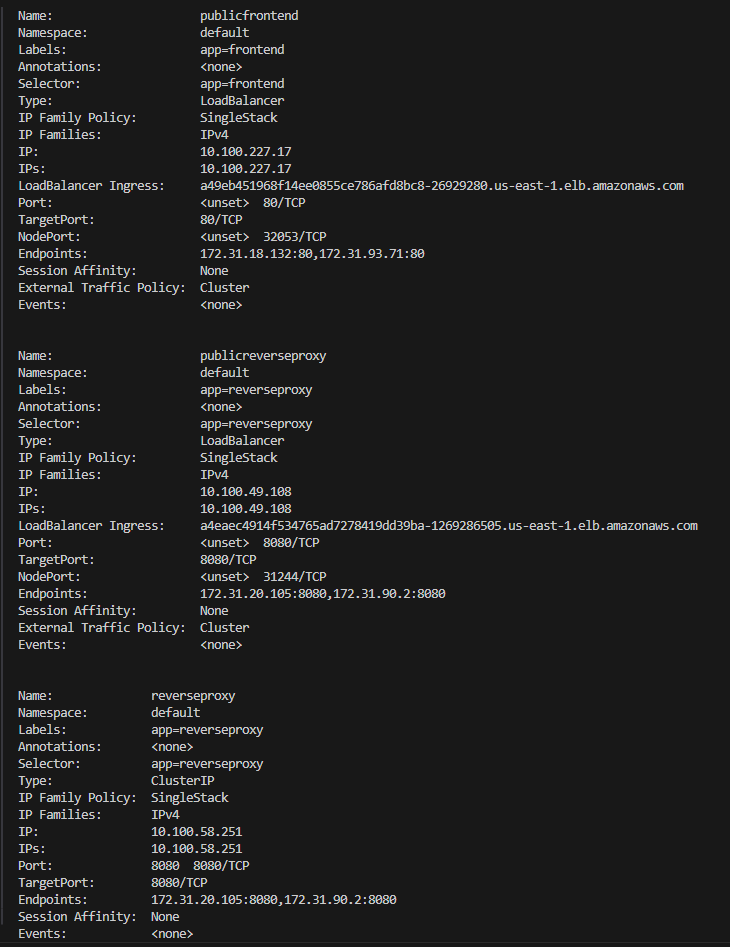 Name: publicfrontend
Namespace: default
Labels: app=frontend
Annotations: <none>
Selector: app=frontend
Type: LoadBalancer
IP Family Policy: SingleStack
IP Families: IPv4
IP: 10.100.227.17
IPs: 10.100.227.17
LoadBalancer Ingress: a49eb451968f14ee0855ce786afd8bc8-26929280.us-east-1.elb.amazonaws.com
Port: <unset> 80/TCP
TargetPort: 80/TCP
NodePort: <unset> 32053/TCP
Endpoints: 172.31.18.132:80,172.31.93.71:80
Session Affinity: None
External Traffic Policy: Cluster
Events: <none>
Name: publicreverseproxy
Namespace: default
Labels: app=reverseproxy
Annotations: <none>
Selector: app=reverseproxy
Type: LoadBalancer
IP Family Policy: SingleStack
IP Families: IPv4
IP: 10.100.49.108
IPs: 10.100.49.108
LoadBalancer Ingress: a4eaec4914f534765ad7278419dd39ba-1269286505.us-east-1.elb.amazonaws.com
Port: <unset> 8080/TCP
TargetPort: 8080/TCP
NodePort: <unset> 31244/TCP
Endpoints: 172.31.20.105:8080,172.31.90.2:8080
Session Affinity: None
External Traffic Policy: Cluster
Events: <none>
Name: reverseproxy
Namespace: default
Labels: app=reverseproxy
Annotations: <none>
Selector: app=reverseproxy
Type: ClusterIP
IP Family Policy: SingleStack
IP Families: IPv4
IP: 10.100.58.251
IPs: 10.100.58.251
Port: 8080 8080/TCP
TargetPort: 8080/TCP
Endpoints: 172.31.20.105:8080,172.31.90.2:8080
Session Affinity: None
Events: <none>